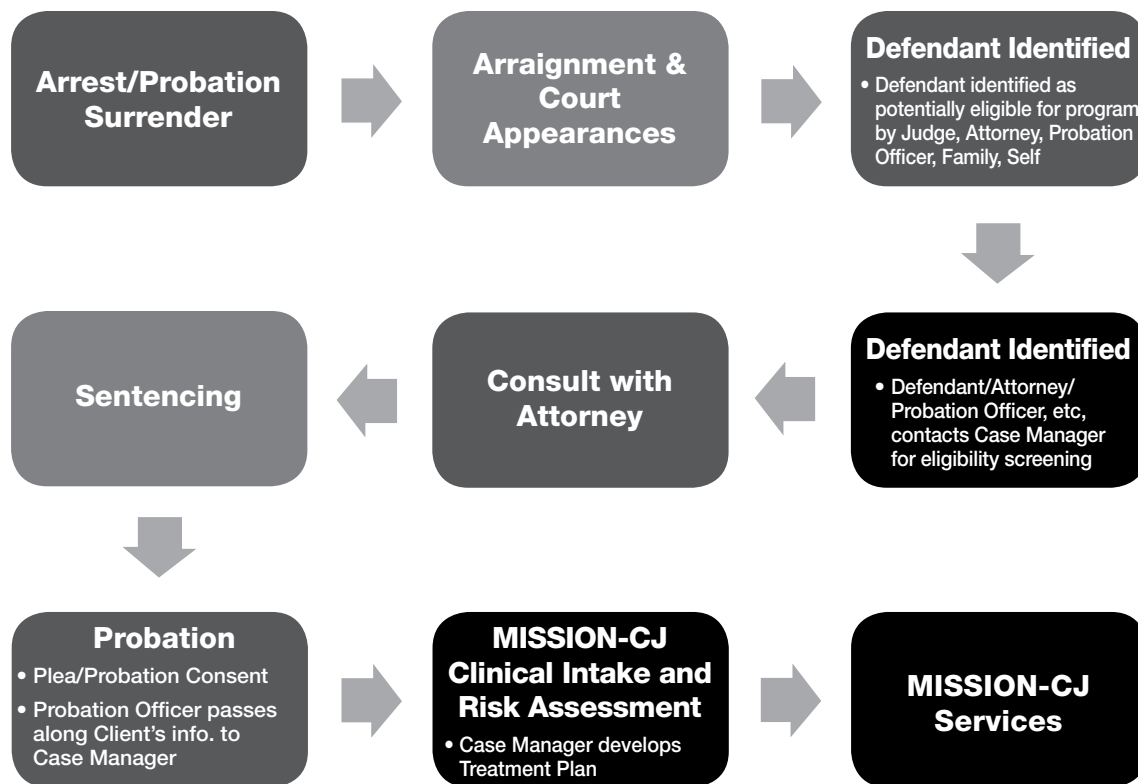 Arrest/Probation
Surrender
Arraignment &
Court
Appearances
Defendant Identified
• Defendant identified as
potentially eligible for program
by Judge, Attorney, Probation
Officer, Family, Self
Defendant Identified
• Defendant/Attorney/
Probation Officer, etc,
contacts Case Manager
for eligibility screening
Consult with
Attorney
Sentencing
Probation
• Plea/Probation Consent
• Probation Officer passes
along Client's info. to
Case Manager
MISSION-CJ
Clinical Intake and
Risk Assessment
• Case Manager develops
Treatment Plan
MISSION-CJ
Services